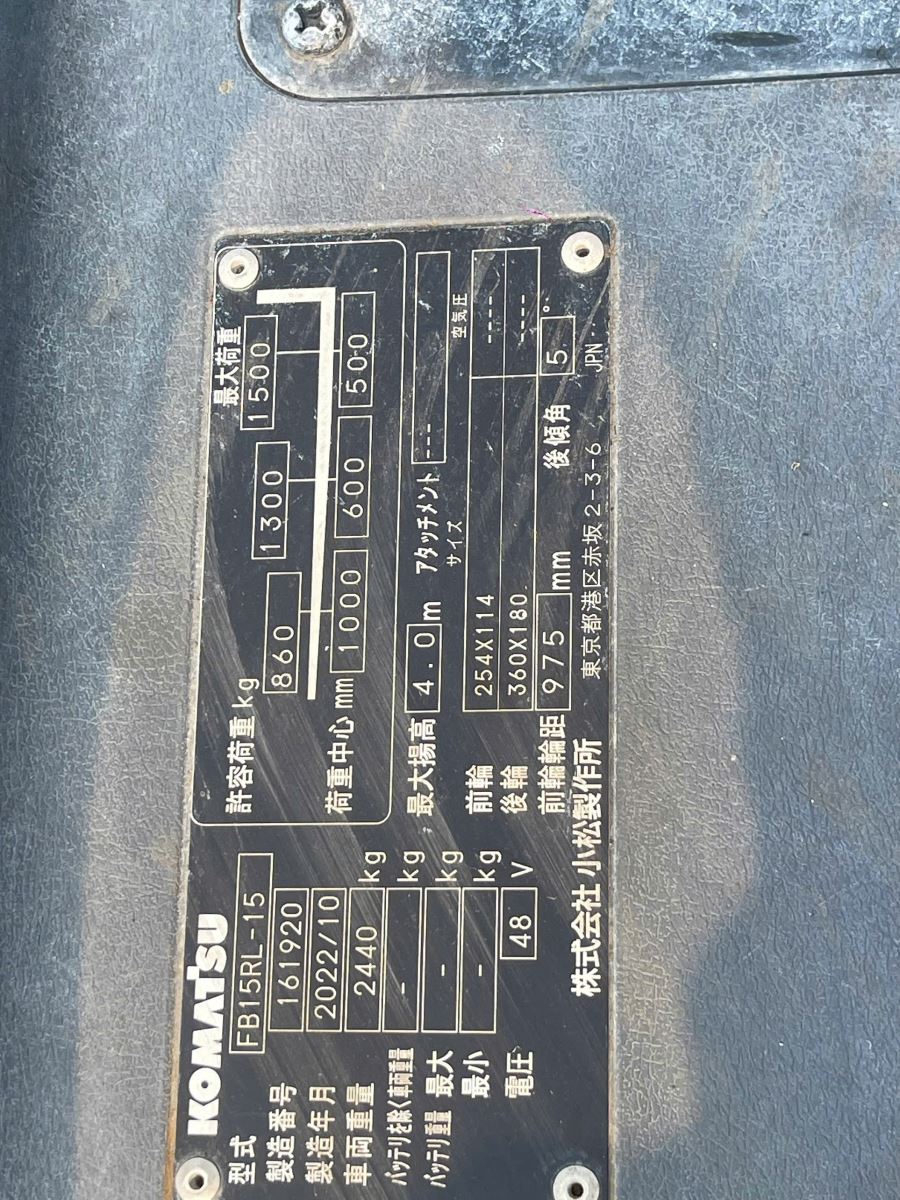 KOMATSU
型式 FB15RL-15
製造番号 161920
製造年月 2022/10
車両重量 2440 kg
バッテリを除く車両重量 - kg
バッテリ重量 最大 - kg
最小 - kg
電圧 48 V
最大荷重
許容荷重 kg 860 1300 1500
荷重中心 mm 1000 600 500
最大揚高 4.0 m アタッチメント ---
サイズ 空気圧
前輪 254X114 ----
後輪 360X180 ----
前輪輪距 975 mm 後傾角 5 °
株式会社 小松製作所 東京都港区赤坂2-3-6 JPN